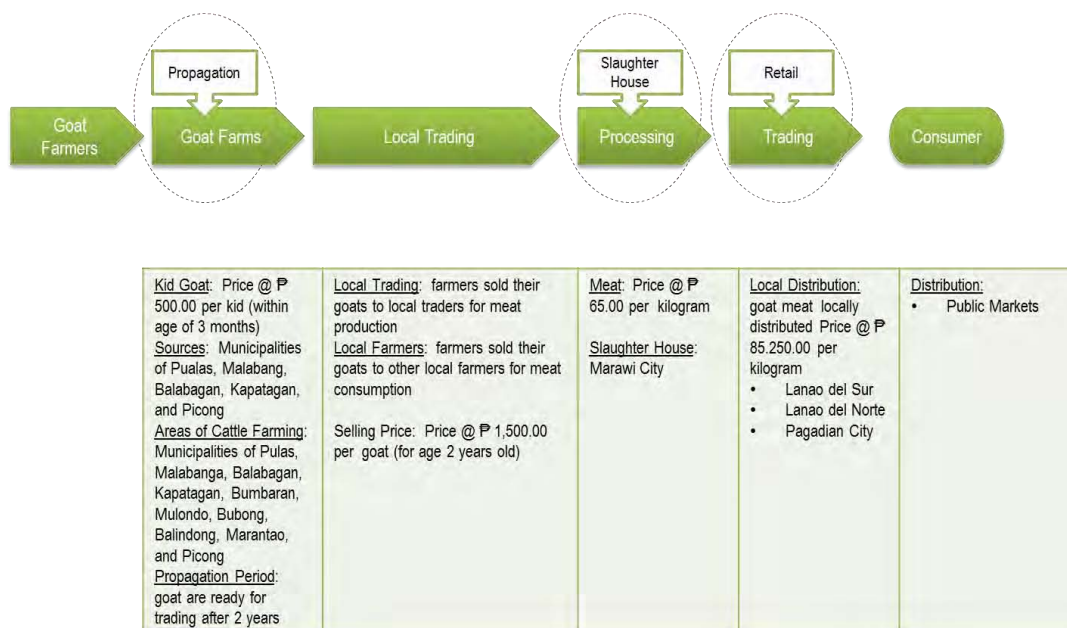 Propagation
Slaughter
House
Retail
Goat
Farmers
Goat Farms
Local Trading
Processing
Trading
Consumer
Kid Goat: Price @ ₱
500.00 per kid (within
age of 3 months)
Sources: Municipalities
of Pualas, Malabang,
Balabagan, Kapatagan,
and Picong
Areas of Cattle Farming:
Municipalities of Pulas,
Malabanga, Balabagan,
Kapatagan, Bumbaran,
Mulondo, Bubong,
Balindong, Marantao,
and Picong
Propagation Period:
goat are ready for
trading after 2 years
Local Trading: farmers sold their
goats to local traders for meat
production
Local Farmers: farmers sold their
goats to other local farmers for meat
consumption
Selling Price: Price @ ₱ 1,500.00
per goat (for age 2 years old)
Meat: Price @ ₱
65.00 per kilogram
Slaughter House:
Marawi City
Local Distribution:
goat meat locally
distributed Price @ ₱
85.250.00 per
kilogram
• Lanao del Sur
• Lanao del Norte
• Pagadian City
Distribution:
• Public Markets